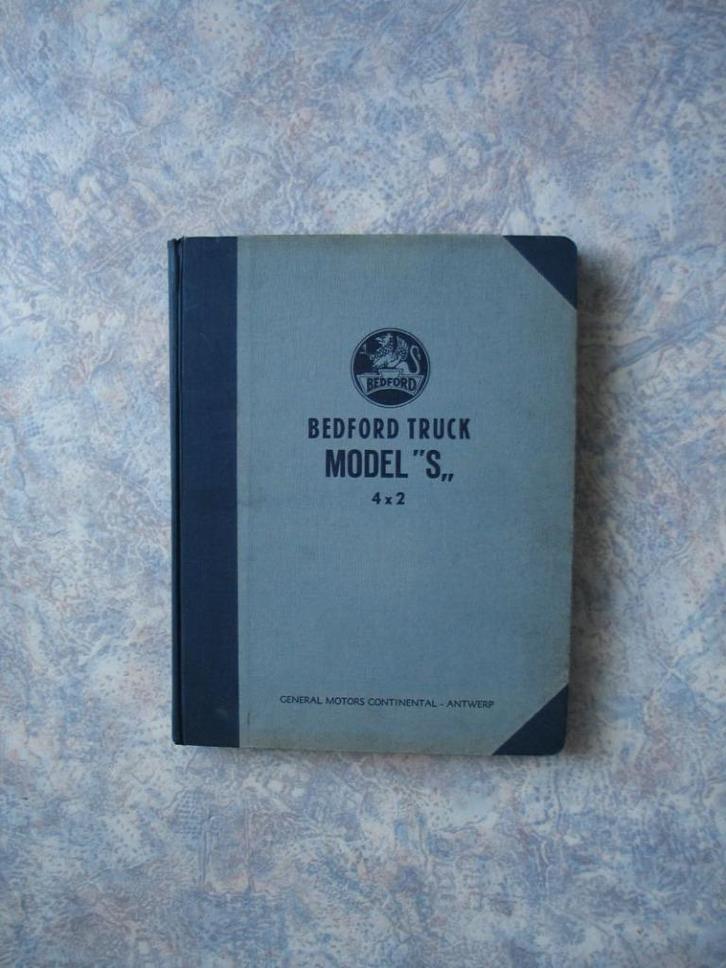 BEDFORD
BEDFORD TRUCK
MODEL "S„
4 x 2
GENERAL MOTORS CONTINENTAL - ANTWERP